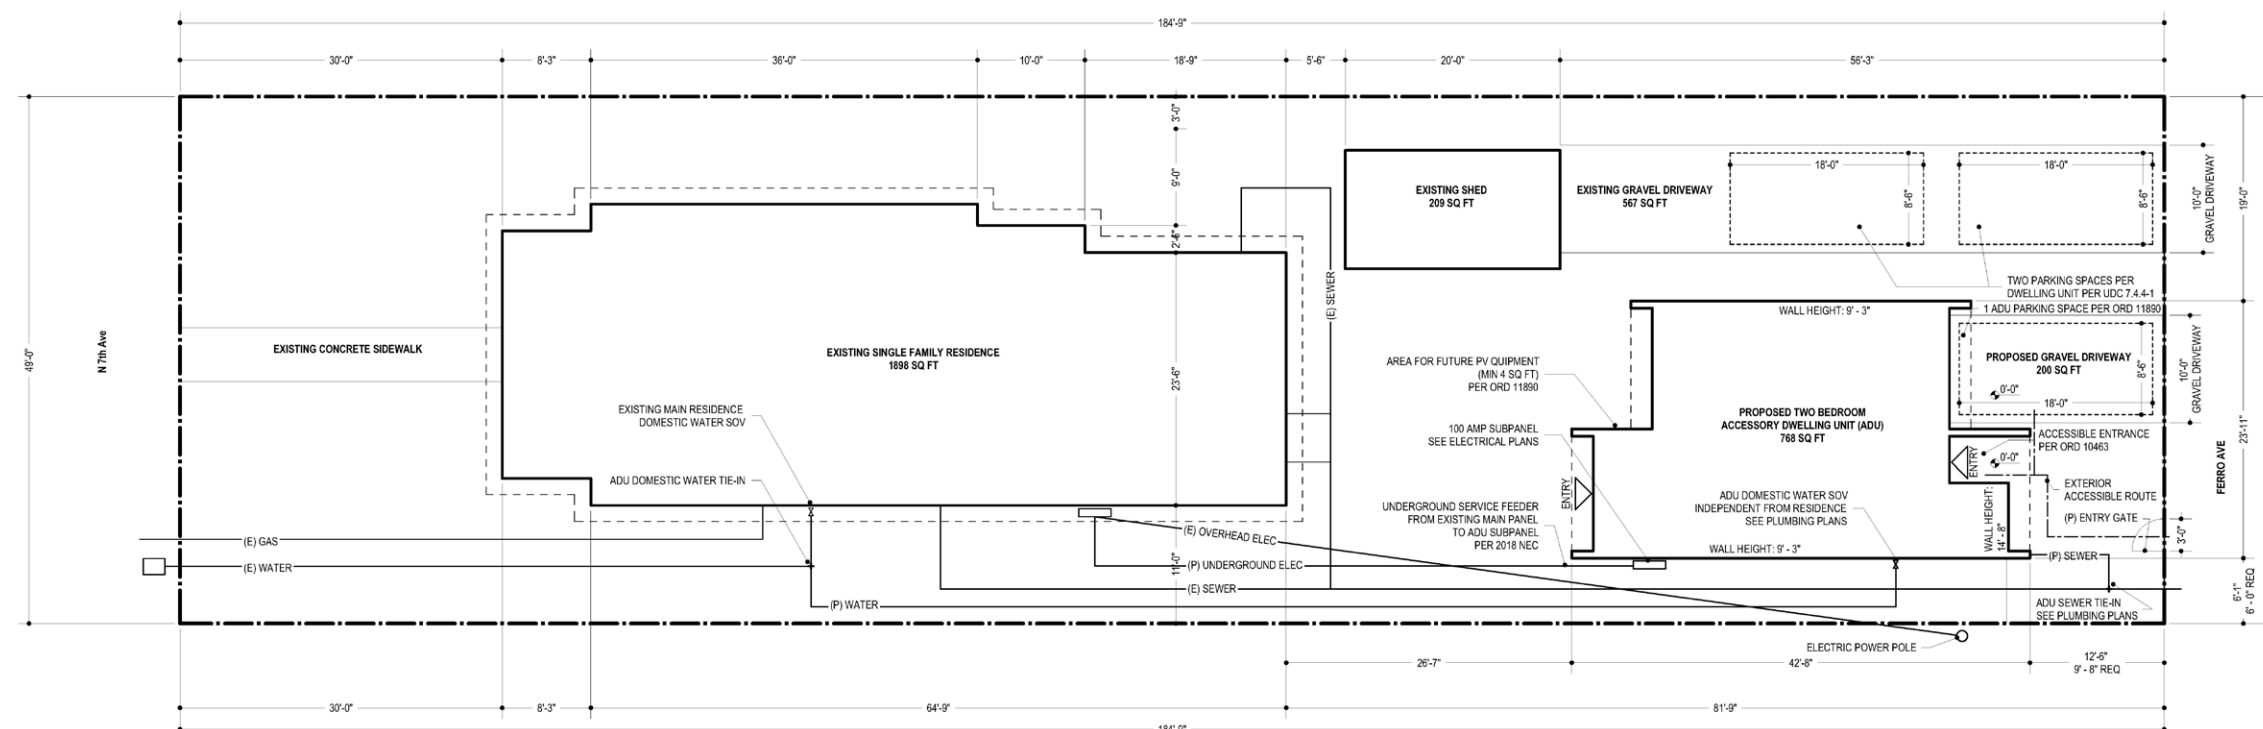 184'-9"
30'-0"
8'-3"
36'-0"
10'-0"
18'-9"
5'-6"
20'-0"
56'-3"
3'-0"
9'-0"
2'-6"
23'-6"
11'-0"
49'-0"
N 7th Ave
EXISTING CONCRETE SIDEWALK
EXISTING SINGLE FAMILY RESIDENCE
1898 SQ FT
EXISTING MAIN RESIDENCE
DOMESTIC WATER SOV
ADU DOMESTIC WATER TIE-IN
(E) GAS
(E) WATER
(P) WATER
(E) OVERHEAD ELEC
(P) UNDERGROUND ELEC
(E) SEWER
(E) SEWER
EXISTING SHED
209 SQ FT
EXISTING GRAVEL DRIVEWAY
567 SQ FT
18'-0"
8'-6"
18'-0"
8'-6"
10'-0"
GRAVEL DRIVEWAY
19'-0"
TWO PARKING SPACES PER
DWELLING UNIT PER UDC 7.4.4-1
1 ADU PARKING SPACE PER ORD 11890
WALL HEIGHT: 9' - 3"
AREA FOR FUTURE PV QUIPMENT
(MIN 4 SQ FT)
PER ORD 11890
100 AMP SUBPANEL
SEE ELECTRICAL PLANS
UNDERGROUND SERVICE FEEDER
FROM EXISTING MAIN PANEL
TO ADU SUBPANEL
PER 2018 NEC
ENTRY
PROPOSED TWO BEDROOM
ACCESSORY DWELLING UNIT (ADU)
768 SQ FT
ADU DOMESTIC WATER SOV
INDEPENDENT FROM RESIDENCE
SEE PLUMBING PLANS
WALL HEIGHT: 9' - 3"
WALL HEIGHT:
14' - 8"
PROPOSED GRAVEL DRIVEWAY
200 SQ FT
0'-0"
18'-0"
8'-6"
10'-0"
GRAVEL DRIVEWAY
23'-11"
ENTRY
0'-0"
ACCESSIBLE ENTRANCE
PER ORD 10463
EXTERIOR
ACCESSIBLE ROUTE
(P) ENTRY GATE
3'-0"
(P) SEWER
FERRO AVE
6'-1"
6' - 0" REQ
ADU SEWER TIE-IN
SEE PLUMBING PLANS
ELECTRIC POWER POLE
26'-7"
42'-8"
12'-6"
9' - 8" REQ
30'-0"
8'-3"
64'-9"
81'-9"
184'-9"